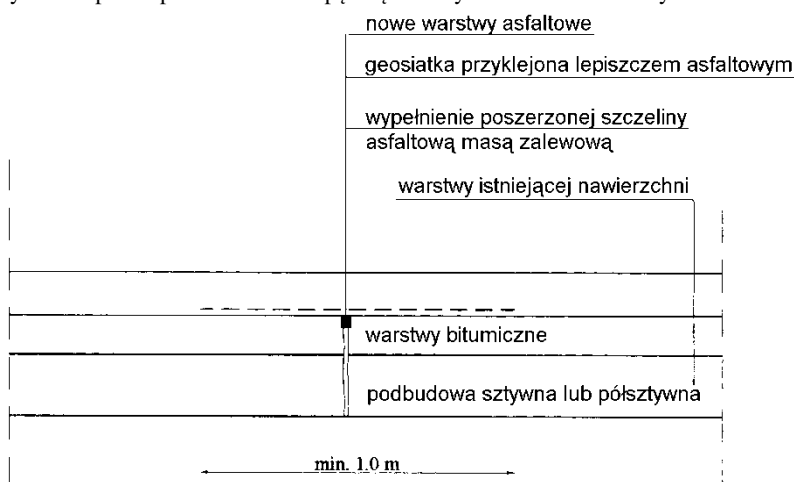 nowe warstwy asfaltowe
geosiatka przyklejona lepiszczem asfaltowym
wypełnienie poszerzonej szczeliny
asfaltową masą zalewową
warstwy istniejącej nawierzchni
warstwy bitumiczne
podbudowa sztywna lub półsztywna
min. 1.0 m